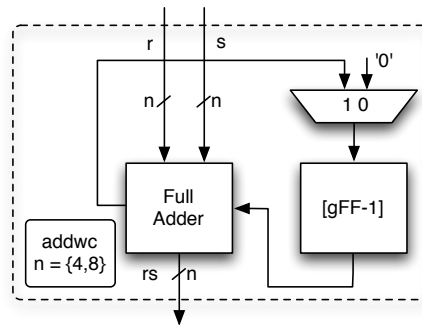 r
s
'0'
n
n
1 0
Full
Adder
[gFF-1]
addwc
n = {4,8}
rs
n